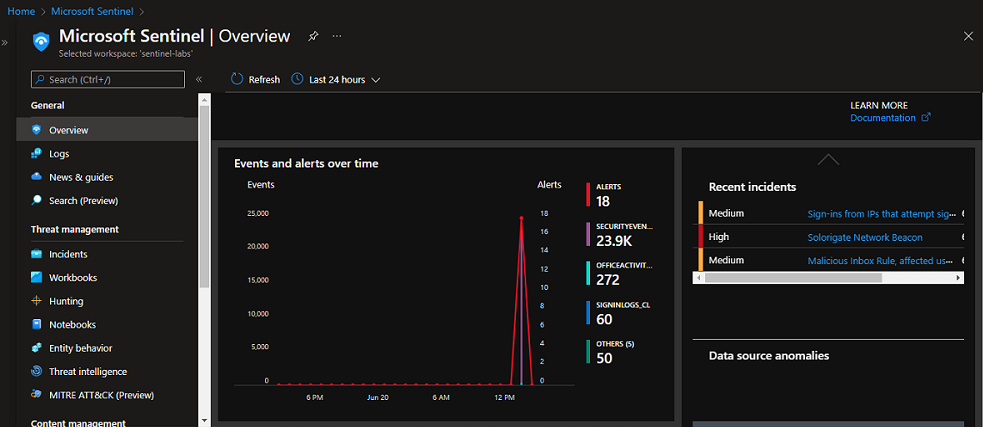 Home > Microsoft Sentinel >
Microsoft Sentinel | Overview
Selected workspace: 'sentinel-labs'
Search (Ctrl+/)
General
Overview
Logs
News & guides
Search (Preview)
Threat management
Incidents
Workbooks
Hunting
Notebooks
Entity behavior
Threat intelligence
MITRE ATT&CK (Preview)
Content management
Refresh
Last 24 hours
LEARN MORE
Documentation
Events and alerts over time
Events
Alerts
25,000
20,000
15,000
10,000
5,000
0
18
16
14
12
10
8
6
4
2
0
6 PM
Jun 20
6 AM
12 PM
ALERTS
18
SECURITYEVEN...
23.9K
OFFICEACTIVIT...
272
SIGNINLOGS_CL
60
OTHERS (5)
50
Recent incidents
Medium Sign-ins from IPs that attempt sig...
High Solorigate Network Beacon
Medium Malicious Inbox Rule, affected us...
Data source anomalies